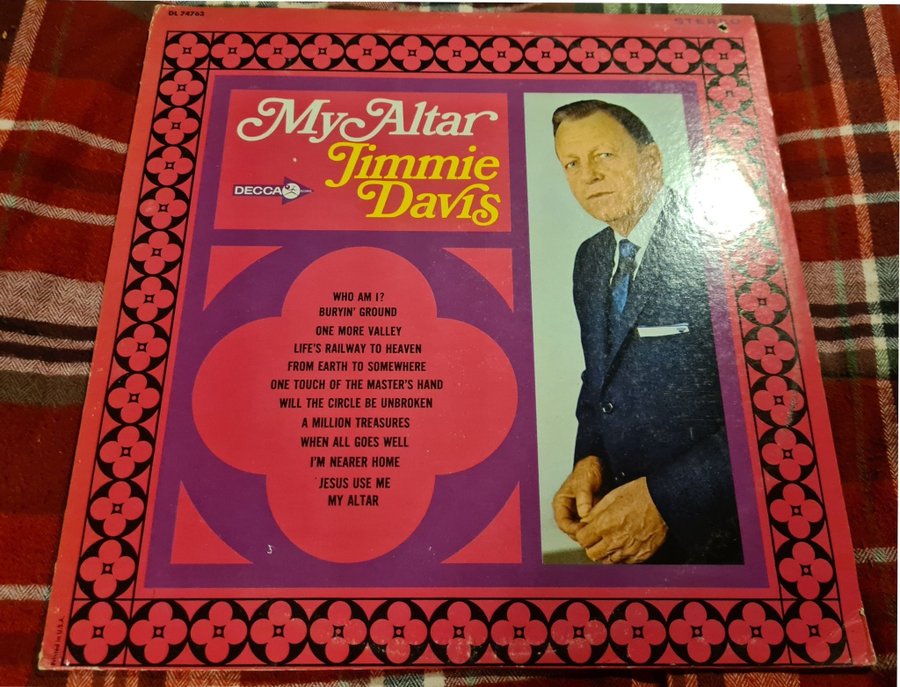 DL 74763
STEREO
My Altar
Jimmie
Davis
DECCA
WHO AM I?
BURYIN' GROUND
ONE MORE VALLEY
LIFE'S RAILWAY TO HEAVEN
FROM EARTH TO SOMEWHERE
ONE TOUCH OF THE MASTER'S HAND
WILL THE CIRCLE BE UNBROKEN
A MILLION TREASURES
WHEN ALL GOES WELL
I'M NEARER HOME
JESUS USE ME
MY ALTAR
Printed in U.S.A.